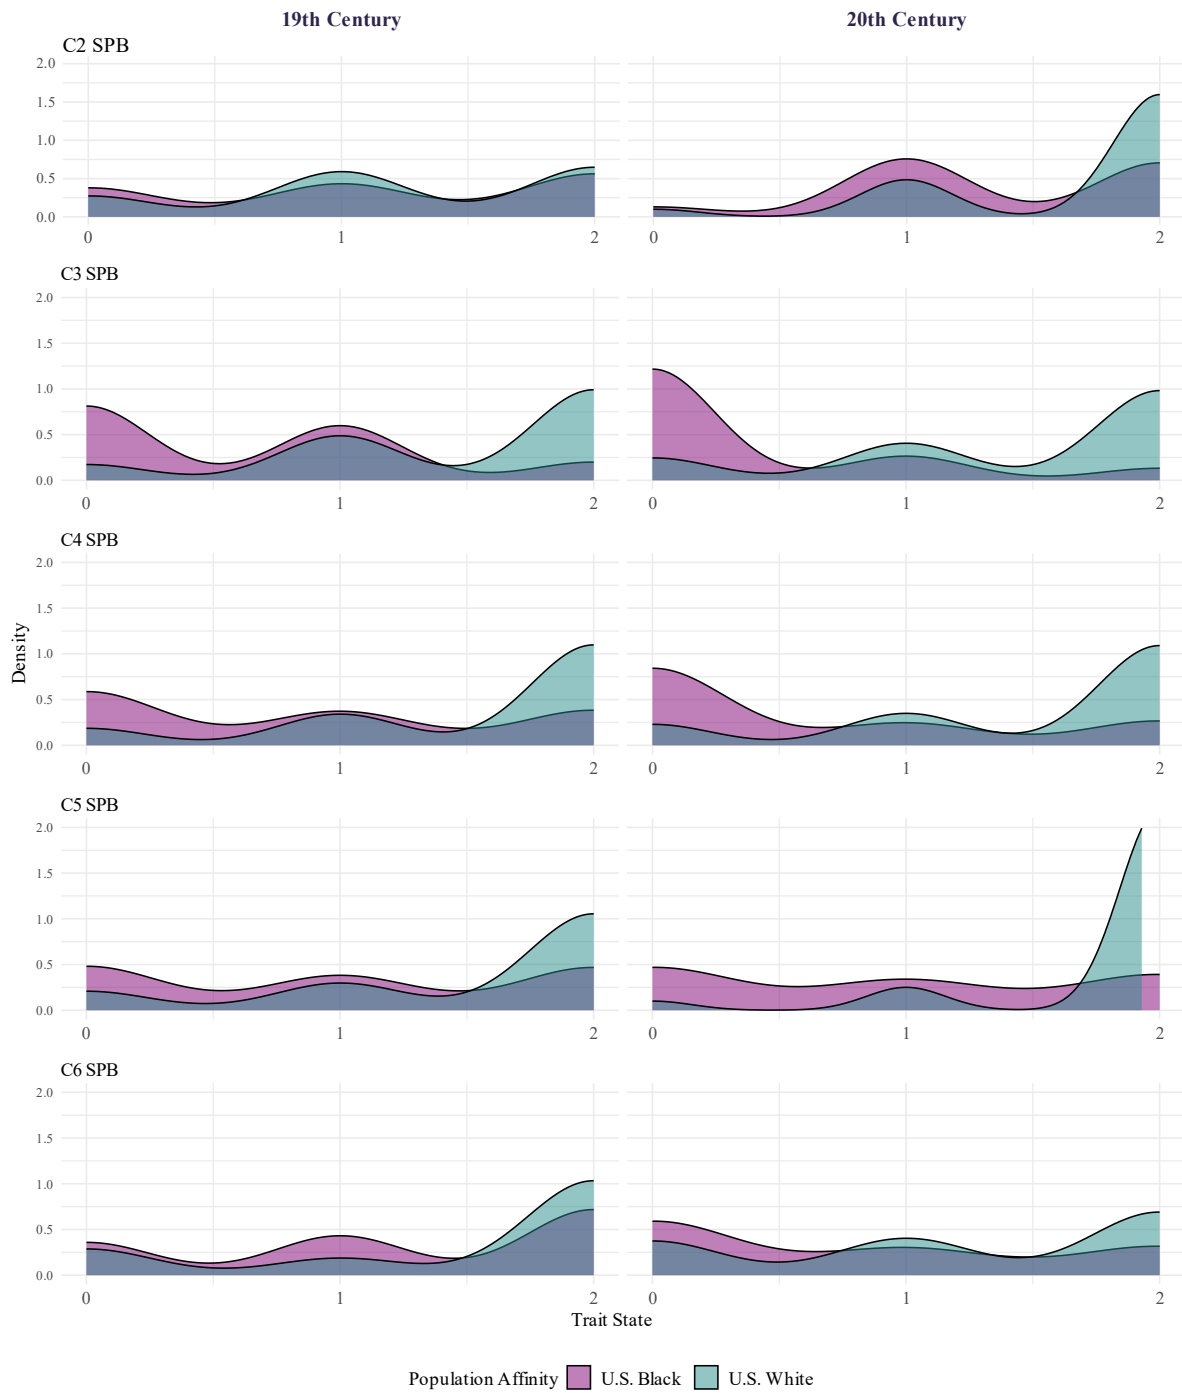 19th Century 20th Century
C2 SPB
2.0
1.5
1.0
0.5
0.0
0 1 2 0 1 2
C3 SPB
2.0
1.5
1.0
0.5
0.0
0 1 2 0 1 2
C4 SPB
2.0
1.5
1.0
0.5
0.0
0 1 2 0 1 2
Density
C5 SPB
2.0
1.5
1.0
0.5
0.0
0 1 2 0 1 2
C6 SPB
2.0
1.5
1.0
0.5
0.0
0 1 2 0 1 2
Trait State
Population Affinity U.S. Black U.S. White